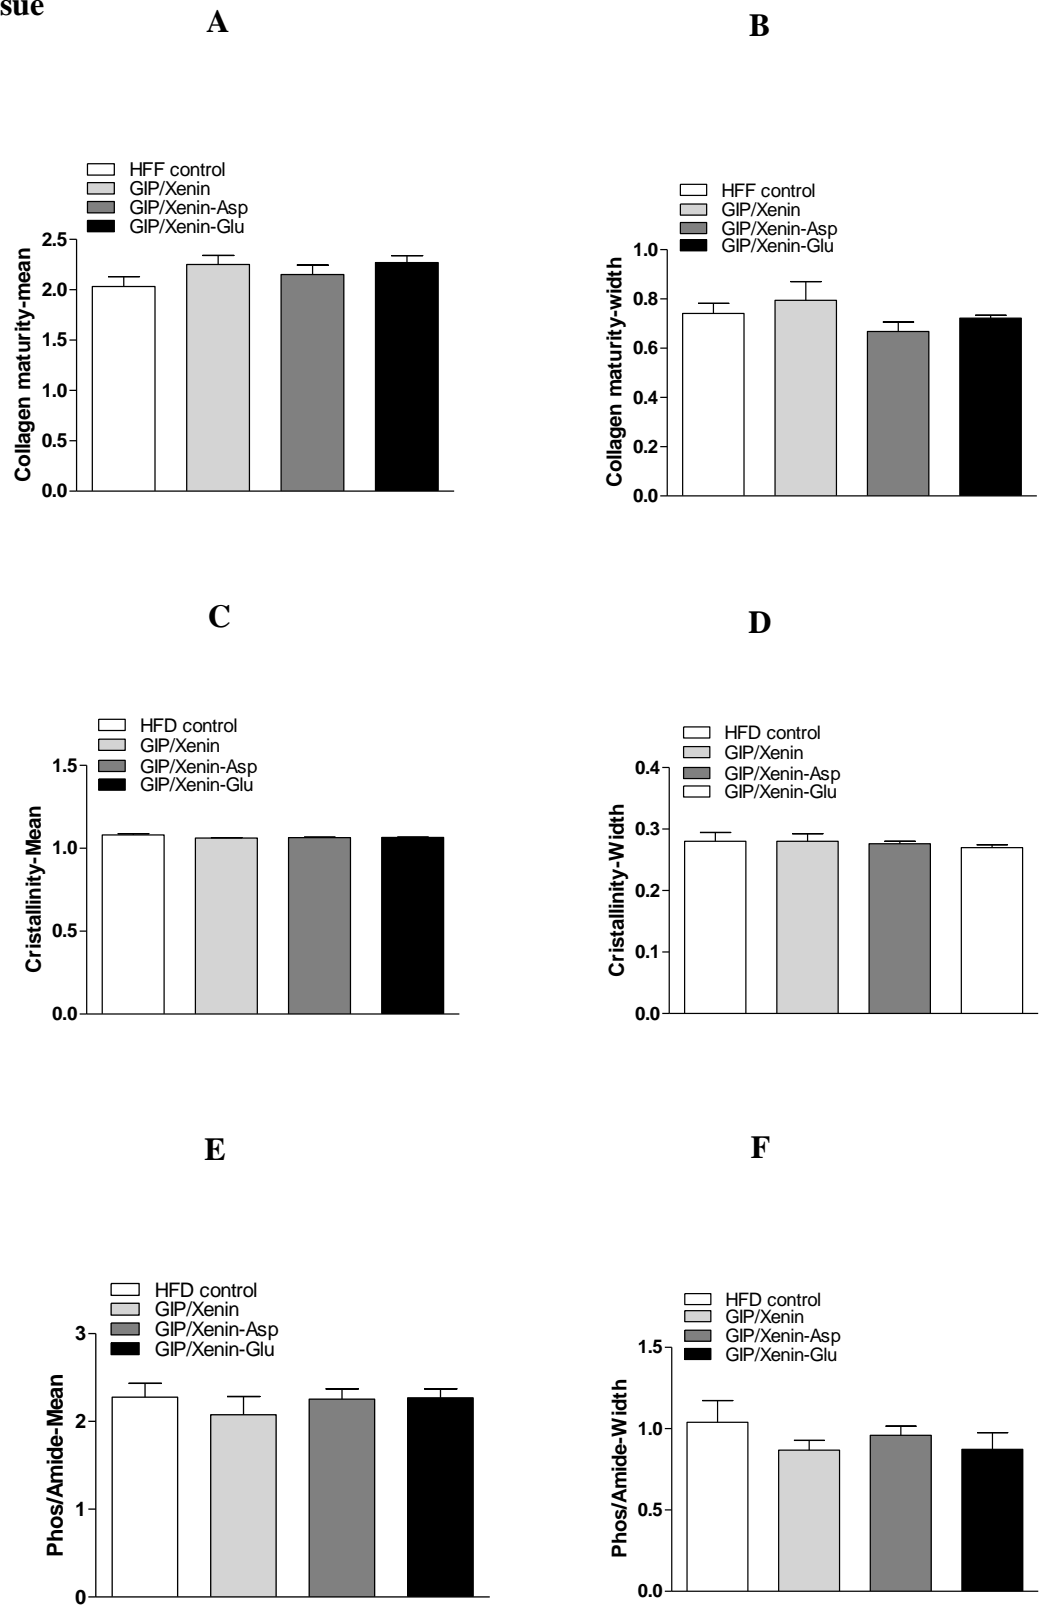 sue
A
HFF control
GIP/Xenin
GIP/Xenin-Asp
GIP/Xenin-Glu
2.5
2.0
1.5
1.0
0.5
0.0
Collagen maturity-mean
B
HFF control
GIP/Xenin
GIP/Xenin-Asp
GIP/Xenin-Glu
1.0
0.8
0.6
0.4
0.2
0.0
Collagen maturity-width
C
HFD control
GIP/Xenin
GIP/Xenin-Asp
GIP/Xenin-Glu
1.5
1.0
0.5
0.0
Cristallinity-Mean
D
HFD control
GIP/Xenin
GIP/Xenin-Asp
GIP/Xenin-Glu
0.4
0.3
0.2
0.1
0.0
Cristallinity-Width
E
HFD control
GIP/Xenin
GIP/Xenin-Asp
GIP/Xenin-Glu
3
2
1
0
Phos/Amide-Mean
F
HFD control
GIP/Xenin
GIP/Xenin-Asp
GIP/Xenin-Glu
1.5
1.0
0.5
0.0
Phos/Amide-Width